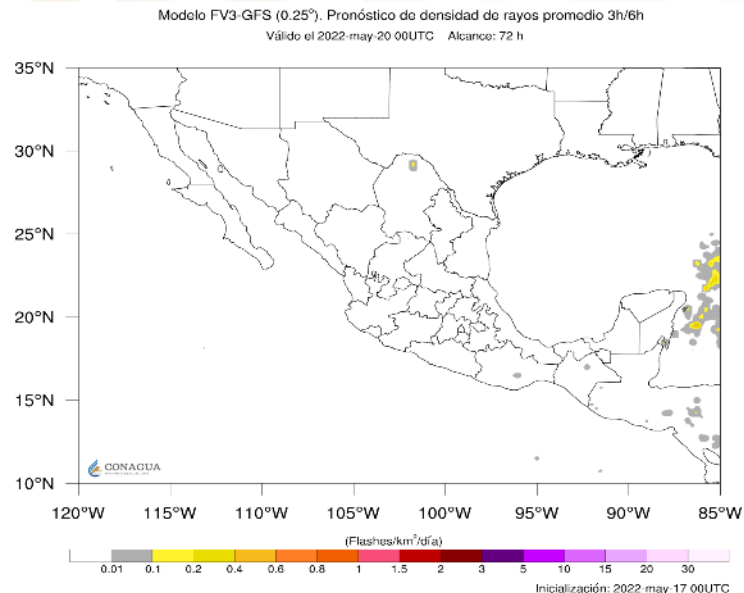 Modelo FV3-GFS (0.25°). Pronóstico de densidad de rayos promedio 3h/6h
Válido el 2022-may-20 00UTC Alcance: 72 h
35°N
30°N
25°N
20°N
15°N
10°N
CONAGUA
120°W 115°W 110°W 105°W 100°W 95°W 90°W 85°W
(Flashes/km²/día)
0.01 0.1 0.2 0.4 0.6 0.8 1 1.5 2 3 5 10 15 20 30
Inicialización: 2022-may-17 00UTC